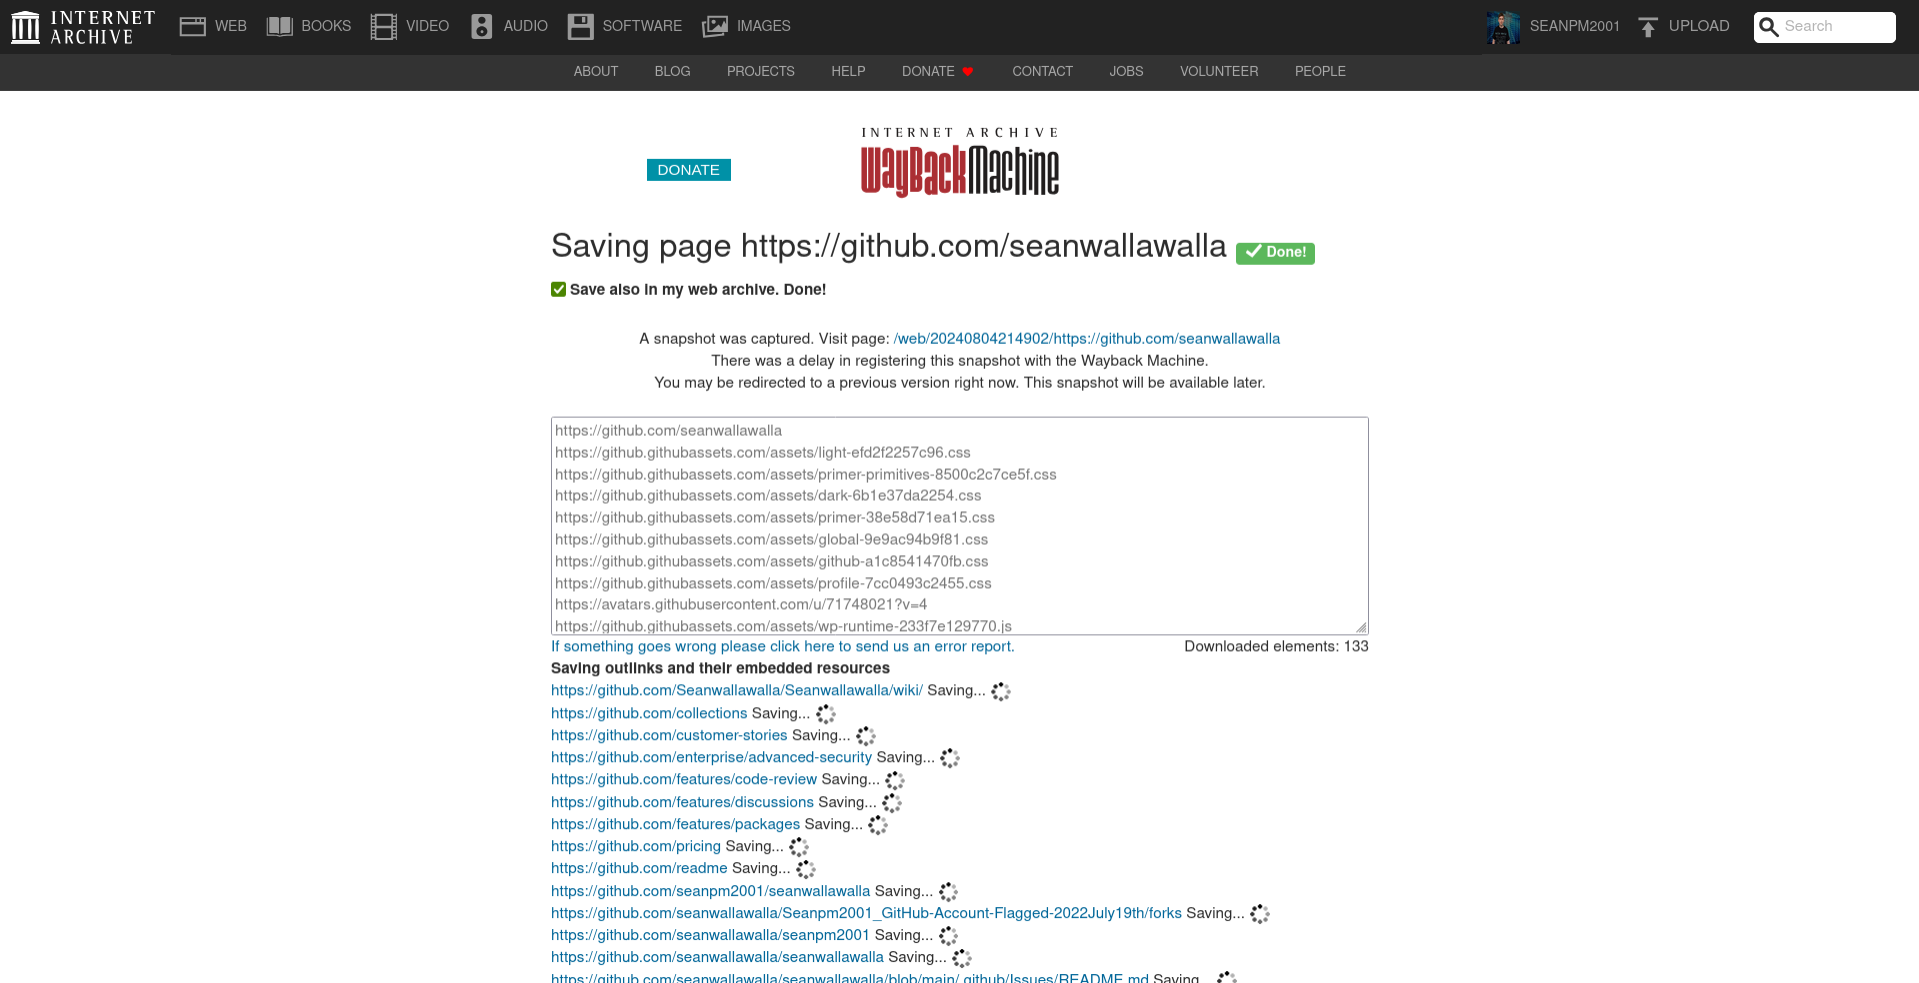 INTERNET ARCHIVE
WEB BOOKS VIDEO AUDIO SOFTWARE IMAGES SEANPM2001 UPLOAD Search
ABOUT BLOG PROJECTS HELP DONATE CONTACT JOBS VOLUNTEER PEOPLE
INTERNET ARCHIVE
DONATE WayBackMachine
Saving page https://github.com/seanwallawalla Done!
Save also in my web archive. Done!
A snapshot was captured. Visit page: /web/20240804214902/https://github.com/seanwallawalla
There was a delay in registering this snapshot with the Wayback Machine.
You may be redirected to a previous version right now. This snapshot will be available later.
https://github.com/seanwallawalla
https://github.githubassets.com/assets/light-efd2f2257c96.css
https://github.githubassets.com/assets/primer-primitives-8500c2c7ce5f.css
https://github.githubassets.com/assets/dark-6b1e37da2254.css
https://github.githubassets.com/assets/primer-38e58d71ea15.css
https://github.githubassets.com/assets/global-9e9ac94b9f81.css
https://github.githubassets.com/assets/github-a1c8541470fb.css
https://github.githubassets.com/assets/profile-7cc0493c2455.css
https://avatars.githubusercontent.com/u/71748021?v=4
https://github.githubassets.com/assets/wp-runtime-233f7e129770.js
If something goes wrong please click here to send us an error report. Downloaded elements: 133
Saving outlinks and their embedded resources
https://github.com/Seanwallawalla/Seanwallawalla/wiki/ Saving...
https://github.com/collections Saving...
https://github.com/customer-stories Saving...
https://github.com/enterprise/advanced-security Saving...
https://github.com/features/code-review Saving...
https://github.com/features/discussions Saving...
https://github.com/features/packages Saving...
https://github.com/pricing Saving...
https://github.com/readme Saving...
https://github.com/seanpm2001/seanwallawalla Saving...
https://github.com/seanwallawalla/Seanpm2001_GitHub-Account-Flagged-2022July19th/forks Saving...
https://github.com/seanwallawalla/seanpm2001 Saving...
https://github.com/seanwallawalla/seanwallawalla Saving...
https://github.com/seanwallawalla/seanwallawalla/blob/main/.github/Issues/README.md Saving...